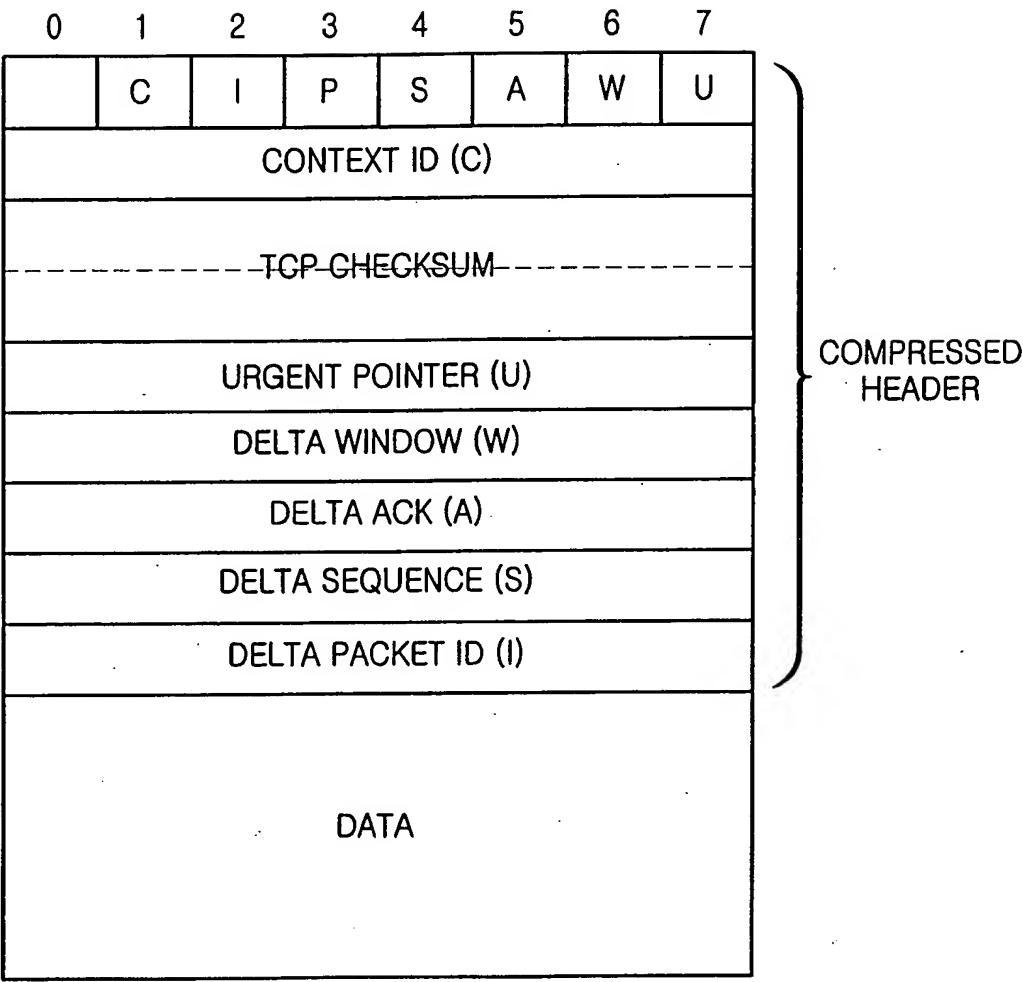 0 1 2 3 4 5 6 7
C I P S A W U
CONTEXT ID (C)
TCP CHECKSUM
URGENT POINTER (U)
DELTA WINDOW (W)
DELTA ACK (A)
DELTA SEQUENCE (S)
DELTA PACKET ID (I)
DATA
COMPRESSED
HEADER